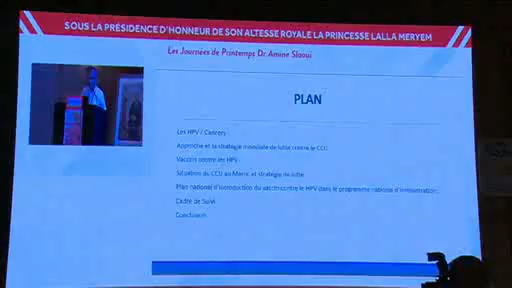 SOUS LA PRÉSIDENCE D'HONNEUR DE SON ALTESSE ROYALE LA PRINCESSE LALLA MERYEM
Les Journées de Printemps Dr Amine Slaoui
PLAN
Les HPV / Cancers
Approche et la stratégie mondiale de lutte contre le CCU
Vaccins contre les HPV
Situation du CCU au Maroc et stratégie de lutte
Plan national d'introduction du vaccin contre le HPV dans le programme national d'immunisation
Cadre de Suivi
Conclusion